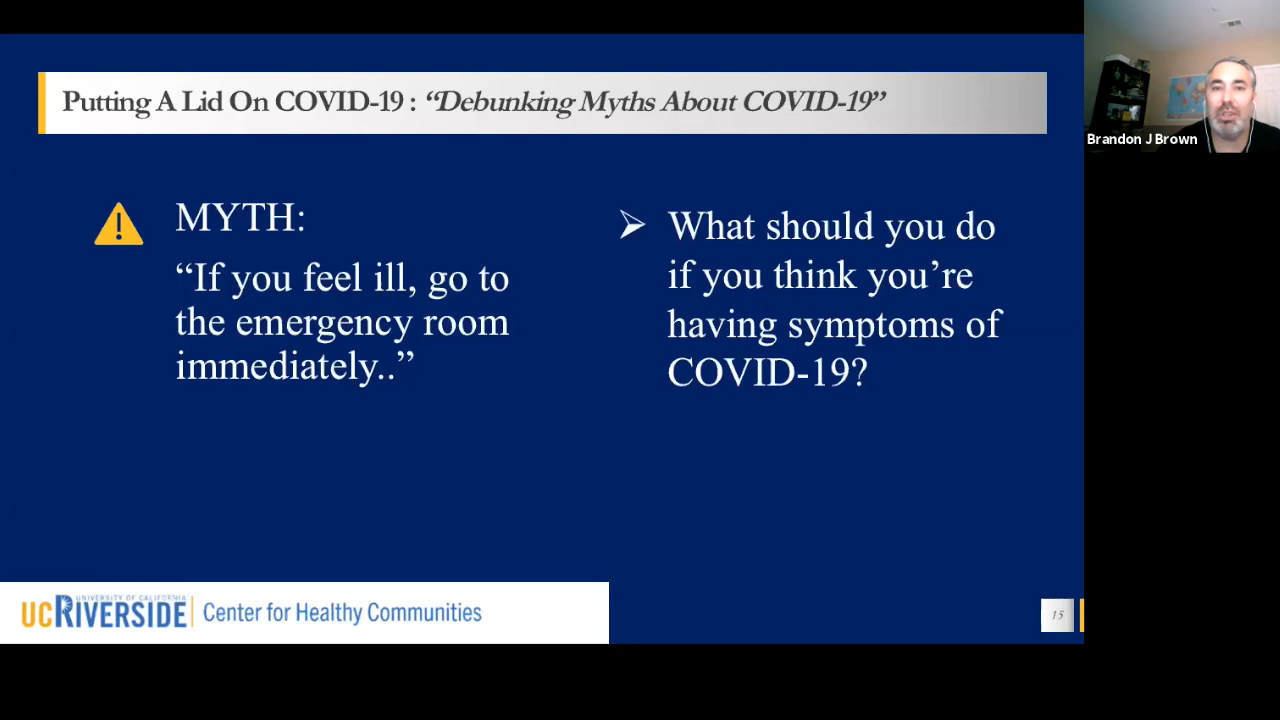 Putting A Lid On COVID-19 : “Debunking Myths About COVID-19”
MYTH:
“If you feel ill, go to
the emergency room
immediately..”
What should you do
if you think you’re
having symptoms of
COVID-19?
Brandon J Brown
UNIVERSITY OF CALIFORNIA
UCRIVERSIDE
Center for Healthy Communities
15